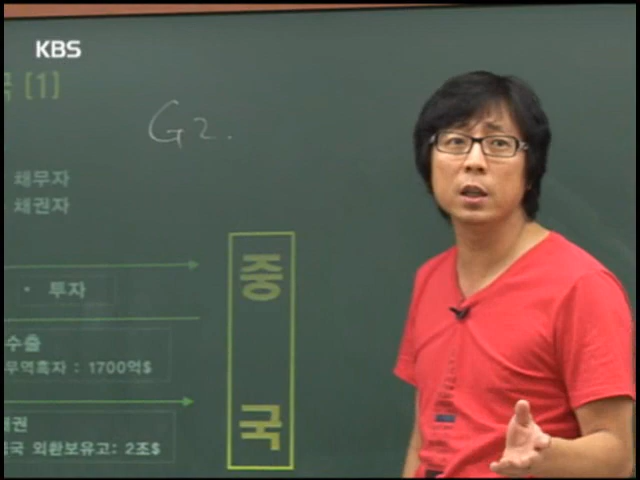 KBS
(1)
G2.
채무자
채권자
· 투자
수출
무역흑자 : 1700억$
채권
외환보유고: 2조$
중
국